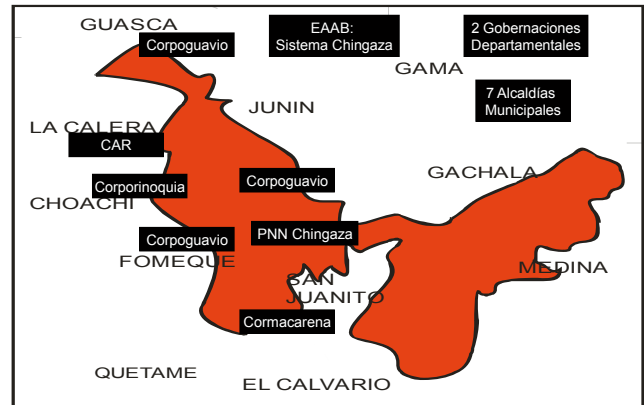 GUASCA
Corpoguavio
EAAB:
Sistema Chingaza
2 Gobernaciones
Departamentales
GAMA
7 Alcaldías
Municipales
JUNIN
LA CALERA
CAR
Corporinoquia
CHOACHI
Corpoguavio
GACHALA
Corpoguavio
PNN Chingaza
FOMEQUE
SAN
JUANITO
MEDINA
Cormacarena
QUETAME
EL CALVARIO